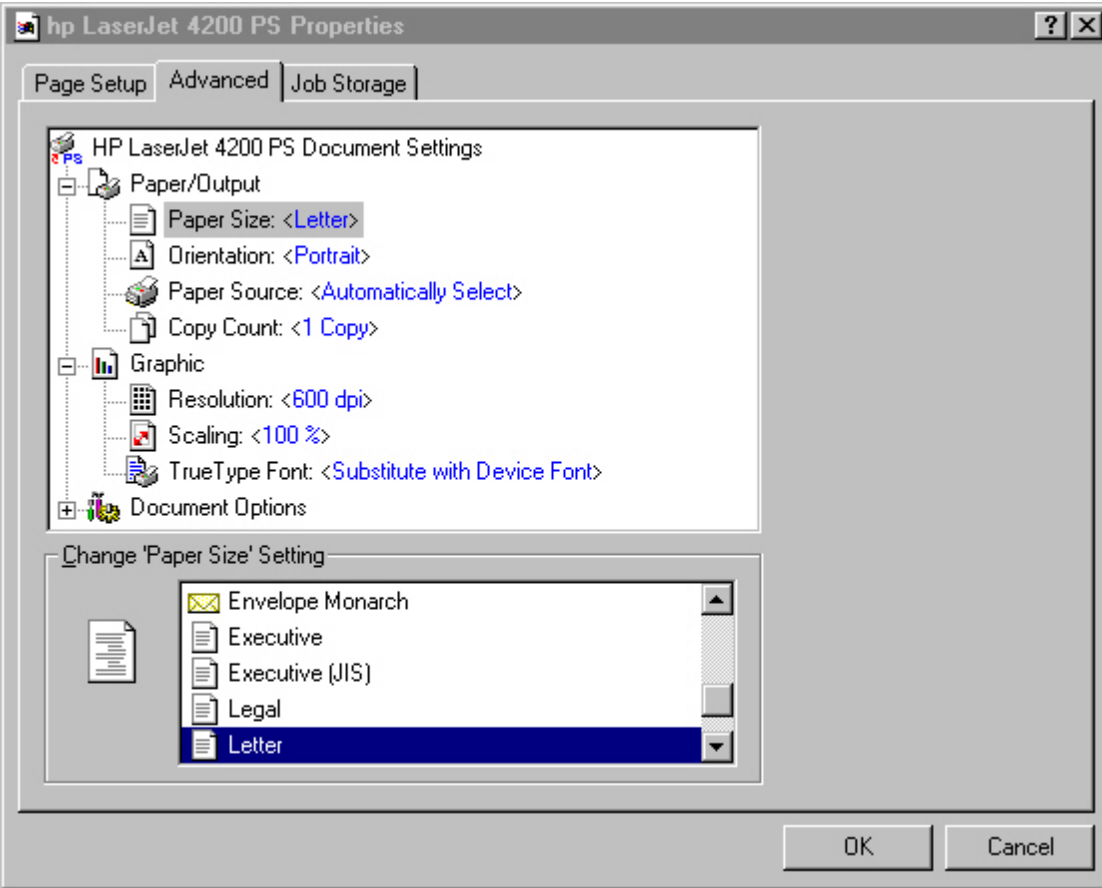 hp LaserJet 4200 PS Properties
Page Setup Advanced Job Storage
HP LaserJet 4200 PS Document Settings
Paper/Output
Paper Size: <Letter>
Orientation: <Portrait>
Paper Source: <Automatically Select>
Copy Count: <1 Copy>
Graphic
Resolution: <600 dpi>
Scaling: <100 %>
TrueType Font: <Substitute with Device Font>
Document Options
Change 'Paper Size' Setting
Envelope Monarch
Executive
Executive (JIS)
Legal
Letter
OK Cancel